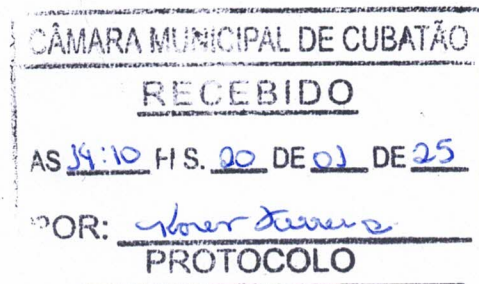 CÂMARA MUNICIPAL DE CUBATÃO
RECEBIDO
AS 14:10 HS. 20 DE 01 DE 25
POR:
PROTOCOLO